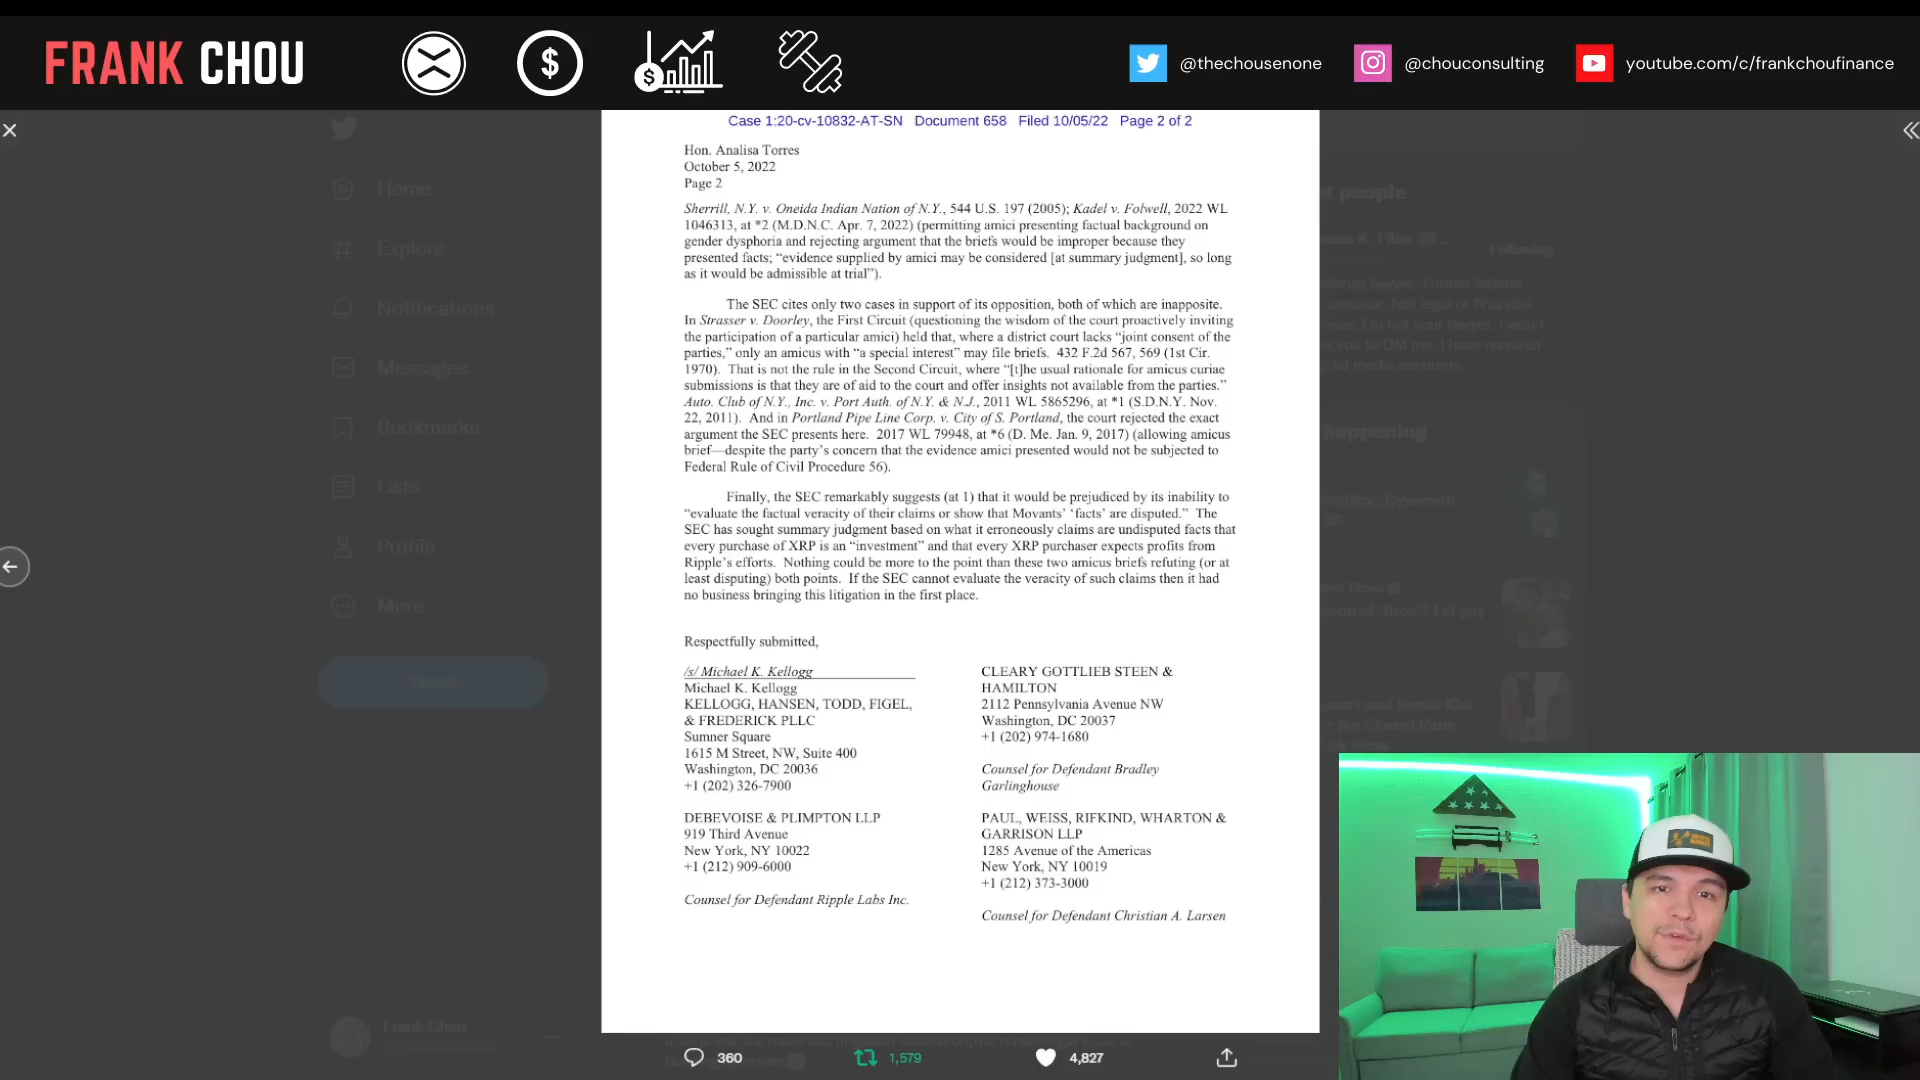 FRANK CHOU
@thechousenone
@chouconsulting
youtube.com/c/frankchoufinance
Case 1:20-cv-10832-AT-SN Document 658 Filed 10/05/22 Page 2 of 2
Hon. Analisa Torres
October 5, 2022
Page 2
Sherrill, N.Y. v. Oneida Indian Nation of N.Y., 544 U.S. 197 (2005); Kadel v. Folwell, 2022 WL
1046313, at *2 (M.D.N.C. Apr. 7, 2022) (permitting amici presenting factual background on
gender dysphoria and rejecting argument that the briefs would be improper because they
presented facts; “evidence supplied by amici may be considered [at summary judgment], so long
as it would be admissible at trial”).
The SEC cites only two cases in support of its opposition, both of which are inapposite.
In Strasser v. Doorley, the First Circuit (questioning the wisdom of the court proactively inviting
the participation of a particular amici) held that, where a district court lacks “joint consent of the
parties,” only an amicus with “a special interest” may file briefs. 432 F.2d 567, 569 (1st Cir.
1970). That is not the rule in the Second Circuit, where “[t]he usual rationale for amicus curiae
submissions is that they are of aid to the court and offer insights not available from the parties.”
Auto. Club of N.Y., Inc. v. Port Auth. of N.Y. & N.J., 2011 WL 5865296, at *1 (S.D.N.Y. Nov.
22, 2011). And in Portland Pipe Line Corp. v. City of S. Portland, the court rejected the exact
argument the SEC presents here. 2017 WL 79948, at *6 (D. Me. Jan. 9, 2017) (allowing amicus
brief—despite the party’s concern that the evidence amici presented would not be subjected to
Federal Rule of Civil Procedure 56).
Finally, the SEC remarkably suggests (at 1) that it would be prejudiced by its inability to
“evaluate the factual veracity of their claims or show that Movants’ ‘facts’ are disputed.” The
SEC has sought summary judgment based on what it erroneously claims are undisputed facts that
every purchase of XRP is an “investment” and that every XRP purchaser expects profits from
Ripple’s efforts. Nothing could be more to the point than these two amicus briefs refuting (or at
least disputing) both points. If the SEC cannot evaluate the veracity of such claims then it had
no business bringing this litigation in the first place.
Respectfully submitted,
/s/ Michael K. Kellogg
Michael K. Kellogg
KELLOGG, HANSEN, TODD, FIGEL,
& FREDERICK PLLC
Sumner Square
1615 M Street, NW, Suite 400
Washington, DC 20036
+1 (202) 326-7900
DEBEVOISE & PLIMPTON LLP
919 Third Avenue
New York, NY 10022
+1 (212) 909-6000
Counsel for Defendant Ripple Labs Inc.
CLEARY GOTTLIEB STEEN &
HAMILTON
2112 Pennsylvania Avenue NW
Washington, DC 20037
+1 (202) 974-1680
Counsel for Defendant Bradley
Garlinghouse
PAUL, WEISS, RIFKIND, WHARTON &
GARRISON LLP
1285 Avenue of the Americas
New York, NY 10019
+1 (212) 373-3000
Counsel for Defendant Christian A. Larsen
Home
Explore
Notifications
Messages
Bookmarks
Lists
Profile
More
Tweet
Frank Chou
people
Following
happening
360
1,579
4,827